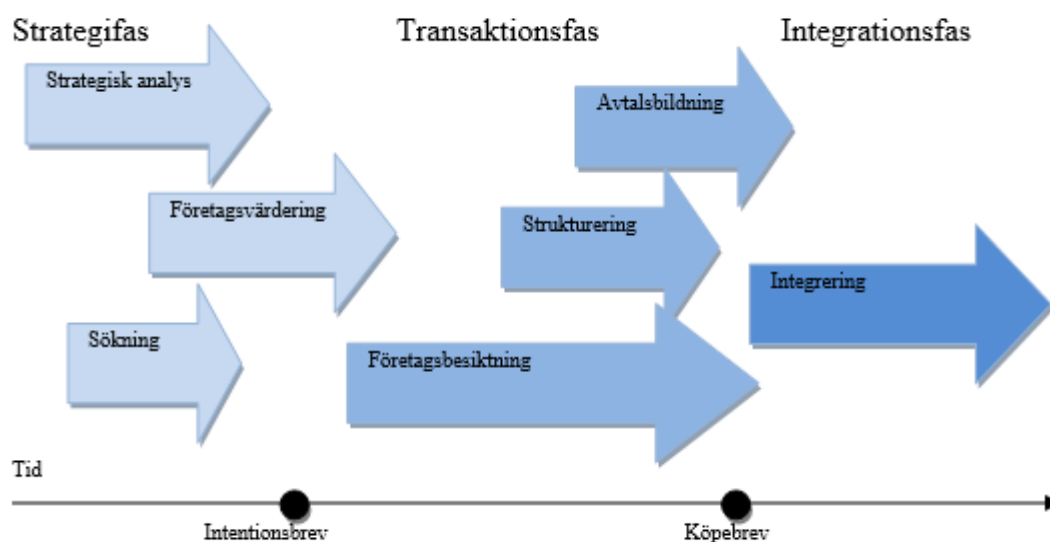 Strategifas
Transaktionsfas
Integrationsfas
Strategisk analys
Avtalsbildning
Företagsvärdering
Strukturering
Integrering
Sökning
Företagsbesiktning
Tid
Intentionsbrev
Köpebrev